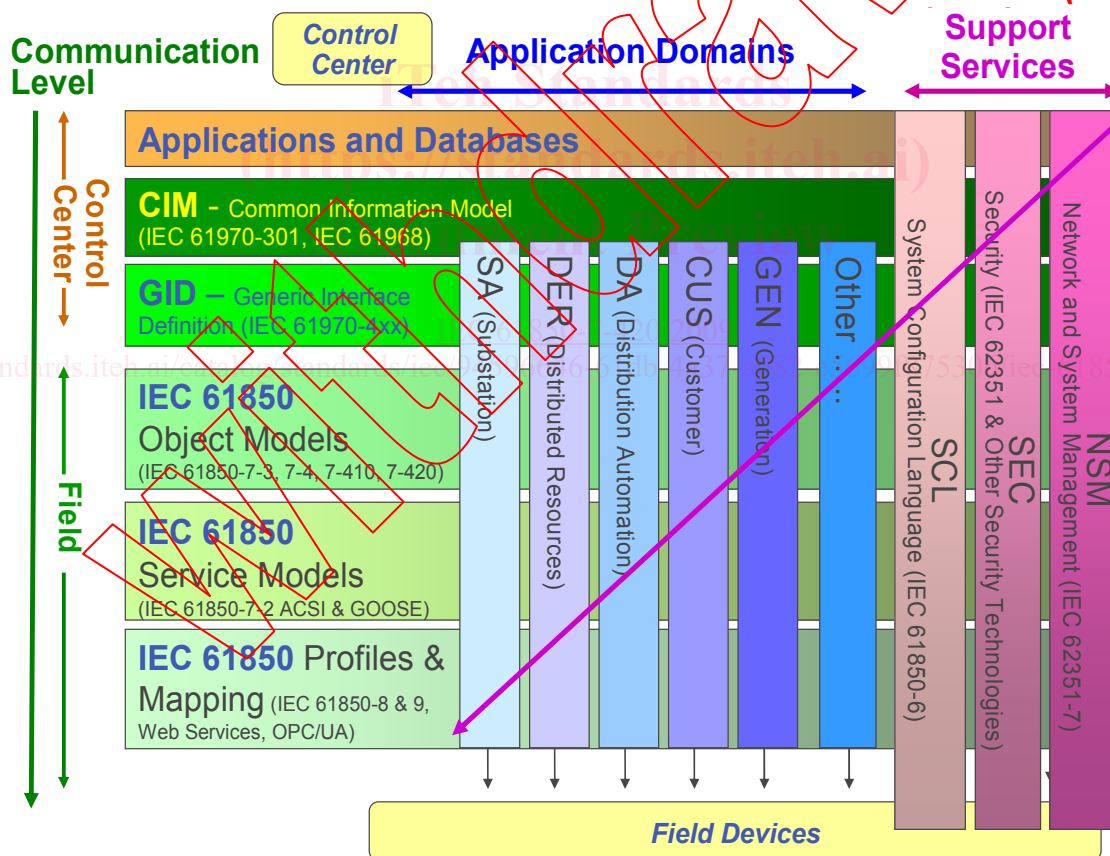 Control
Center
Communication
Level
Application Domains
Support
Services
iTeh Standards
Applications and Databases
(https://standards.iteh.ai)
CIM - Common Information Model
(IEC 61970-301, IEC 61968)
GID – Generic Interface
Definition (IEC 61970-4xx)
IEC 61850
Object Models
(IEC 61850-7-3, 7-4, 7-410, 7-420)
IEC 61850
Service Models
(IEC 61850-7-2 ACSI & GOOSE)
IEC 61850 Profiles &
Mapping (IEC 61850-8 & 9,
Web Services, OPC/UA)
Control
Center
Field
SA (Substation)
DER (Distributed Resources)
DA (Distribution Automation)
CUS (Customer)
GEN (Generation)
Other ......
SCL
System Configuration Language (IEC 61850-6)
SEC
Security (IEC 62351 & Other Security Technologies)
NSM
Network and System Management (IEC 62351-7)
Field Devices